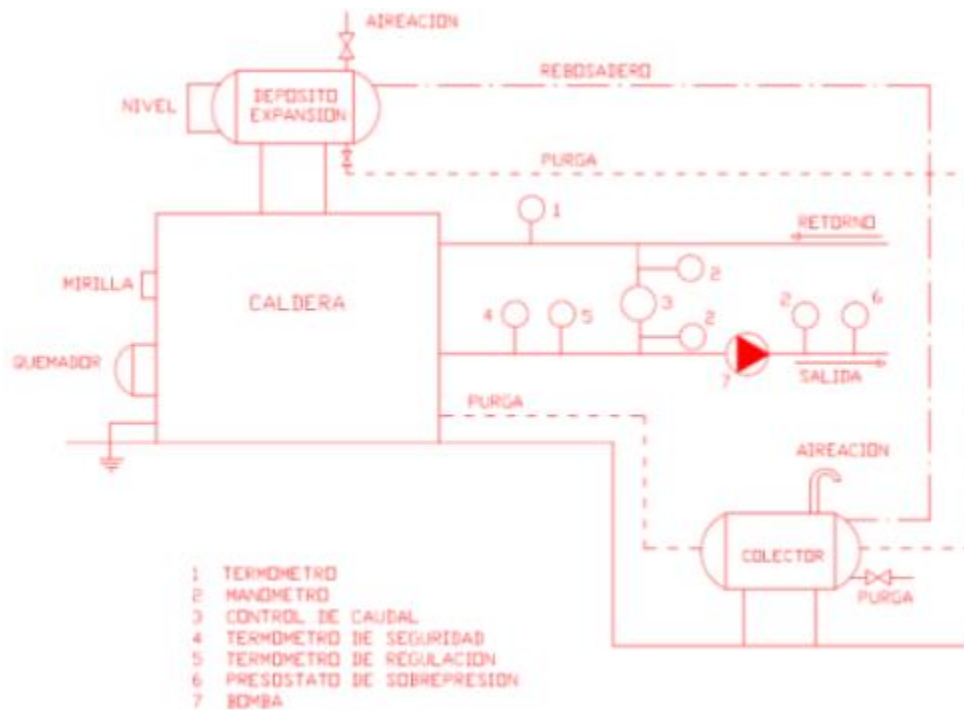 AIREACION
REBOSADERO
NIVEL
DEPOSITO
EXPANSION
PURGA
1
RETORNO
2
MIRILLA
CALDERA
4
5
3
2
2
6
QUEMADOR
7
SALIDA
PURGA
AIREACION
COLECTOR
PURGA
1 TERMOMETRO
2 MANOMETRO
3 CONTROL DE CAUDAL
4 TERMOMETRO DE SEGURIDAD
5 TERMOMETRO DE REGULACION
6 PRESOSTATO DE SOBREPRESION
7 BOMBA